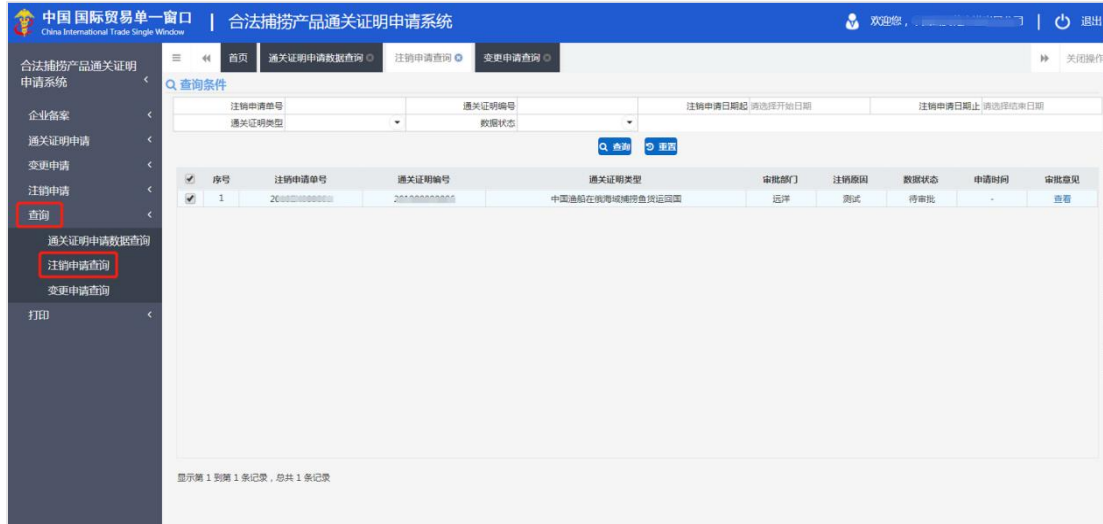 中国国际贸易单一窗口 | 合法捕捞产品通关证明申请系统 欢迎您， | 退出
China International Trade Single Window
合法捕捞产品通关证明
申请系统
企业备案
通关证明申请
变更申请
注销申请
查询
通关证明申请数据查询
注销申请查询
变更申请查询
打印
首页 通关证明申请数据查询 注销申请查询 变更申请查询 关闭操作
查询条件
注销申请单号 通关证明编号 注销申请日期起 请选择开始日期 注销申请日期止 请选择结束日期
通关证明类型 数据状态
查询 重置
序号 注销申请单号 通关证明编号 通关证明类型 审批部门 注销原因 数据状态 申请时间 审批意见
1 中国渔船在俄海域捕捞鱼货运回国 远洋 测试 待审批 - 查看
显示第 1 到第 1 条记录，总共 1 条记录